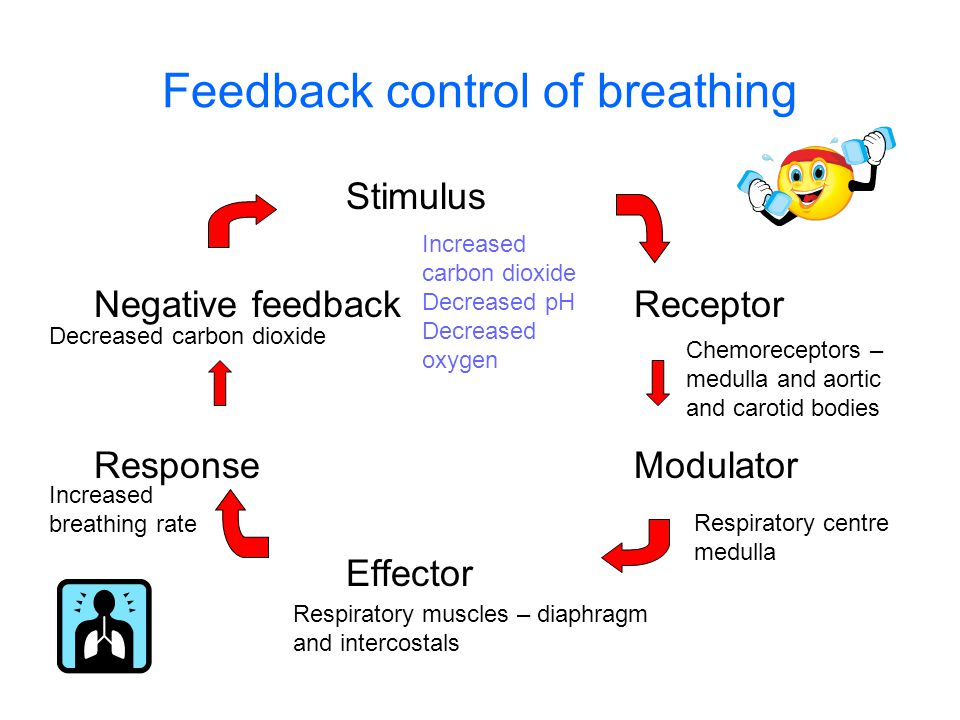 Feedback control of breathing
Stimulus
Increased
carbon dioxide
Decreased pH
Decreased
oxygen
Receptor
Chemoreceptors –
medulla and aortic
and carotid bodies
Modulator
Respiratory centre
medulla
Effector
Respiratory muscles – diaphragm
and intercostals
Response
Increased
breathing rate
Negative feedback
Decreased carbon dioxide